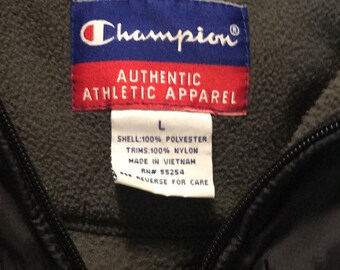 Champion®
AUTHENTIC
ATHLETIC APPAREL
L
SHELL:100% POLYESTER
TRIMS:100% NYLON
MADE IN VIETNAM
RN# 55254
*** REVERSE FOR CARE